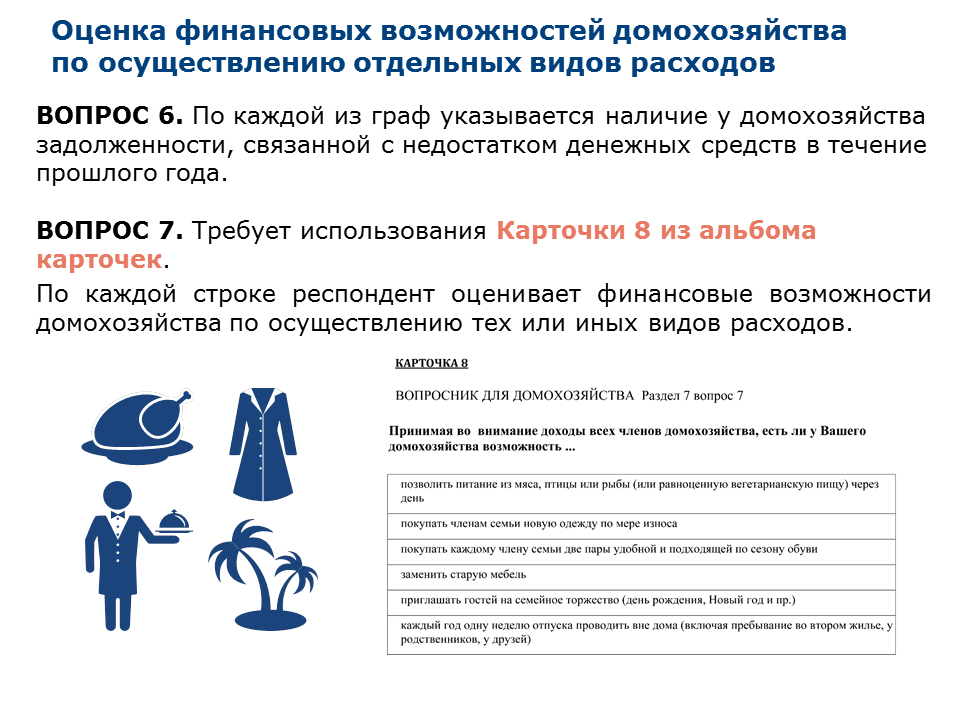 Оценка финансовых возможностей домохозяйства
по осуществлению отдельных видов расходов
ВОПРОС 6. По каждой из граф указывается наличие у домохозяйства
задолженности, связанной с недостатком денежных средств в течение
прошлого года.
ВОПРОС 7. Требует использования Карточки 8 из альбома
карточек.
По каждой строке респондент оценивает финансовые возможности
домохозяйства по осуществлению тех или иных видов расходов.
КАРТОЧКА 8
ВОПРОСНИК ДЛЯ ДОМОХОЗЯЙСТВА Раздел 7 вопрос 7
Принимая во внимание доходы всех членов домохозяйства, есть ли у Вашего
домохозяйства возможность ...
позволить питание из мяса, птицы или рыбы (или равноценную вегетарианскую пищу) через
день
покупать членам семьи новую одежду по мере износа
покупать каждому члену семьи две пары удобной и подходящей по сезону обуви
заменить старую мебель
приглашать гостей на семейное торжество (день рождения, Новый год и пр.)
каждый год одну неделю отпуска проводить вне дома (включая пребывание во втором жилье, у
родственников, у друзей)